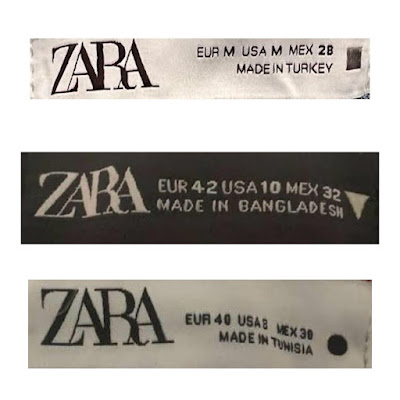 ZARA
EUR M USA M MEX 28
MADE IN TURKEY
ZARA
EUR 42 USA 10 MEX 32
MADE IN BANGLADESH
ZARA
EUR 40 USA 8 MEX 30
MADE IN TUNISIA